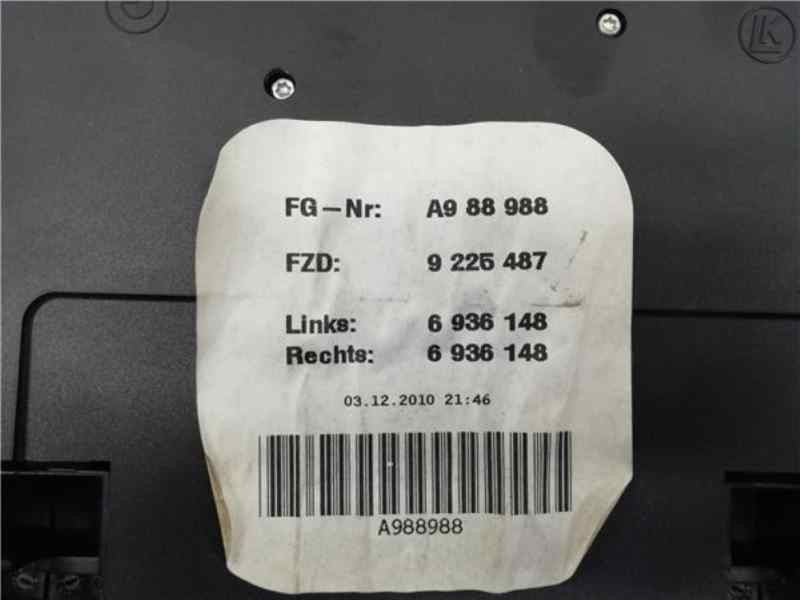 LK
FG-Nr: A9 88 988
FZD: 9 225 487
Links: 6 936 148
Rechts: 6 936 148
03.12.2010 21:46
A988988